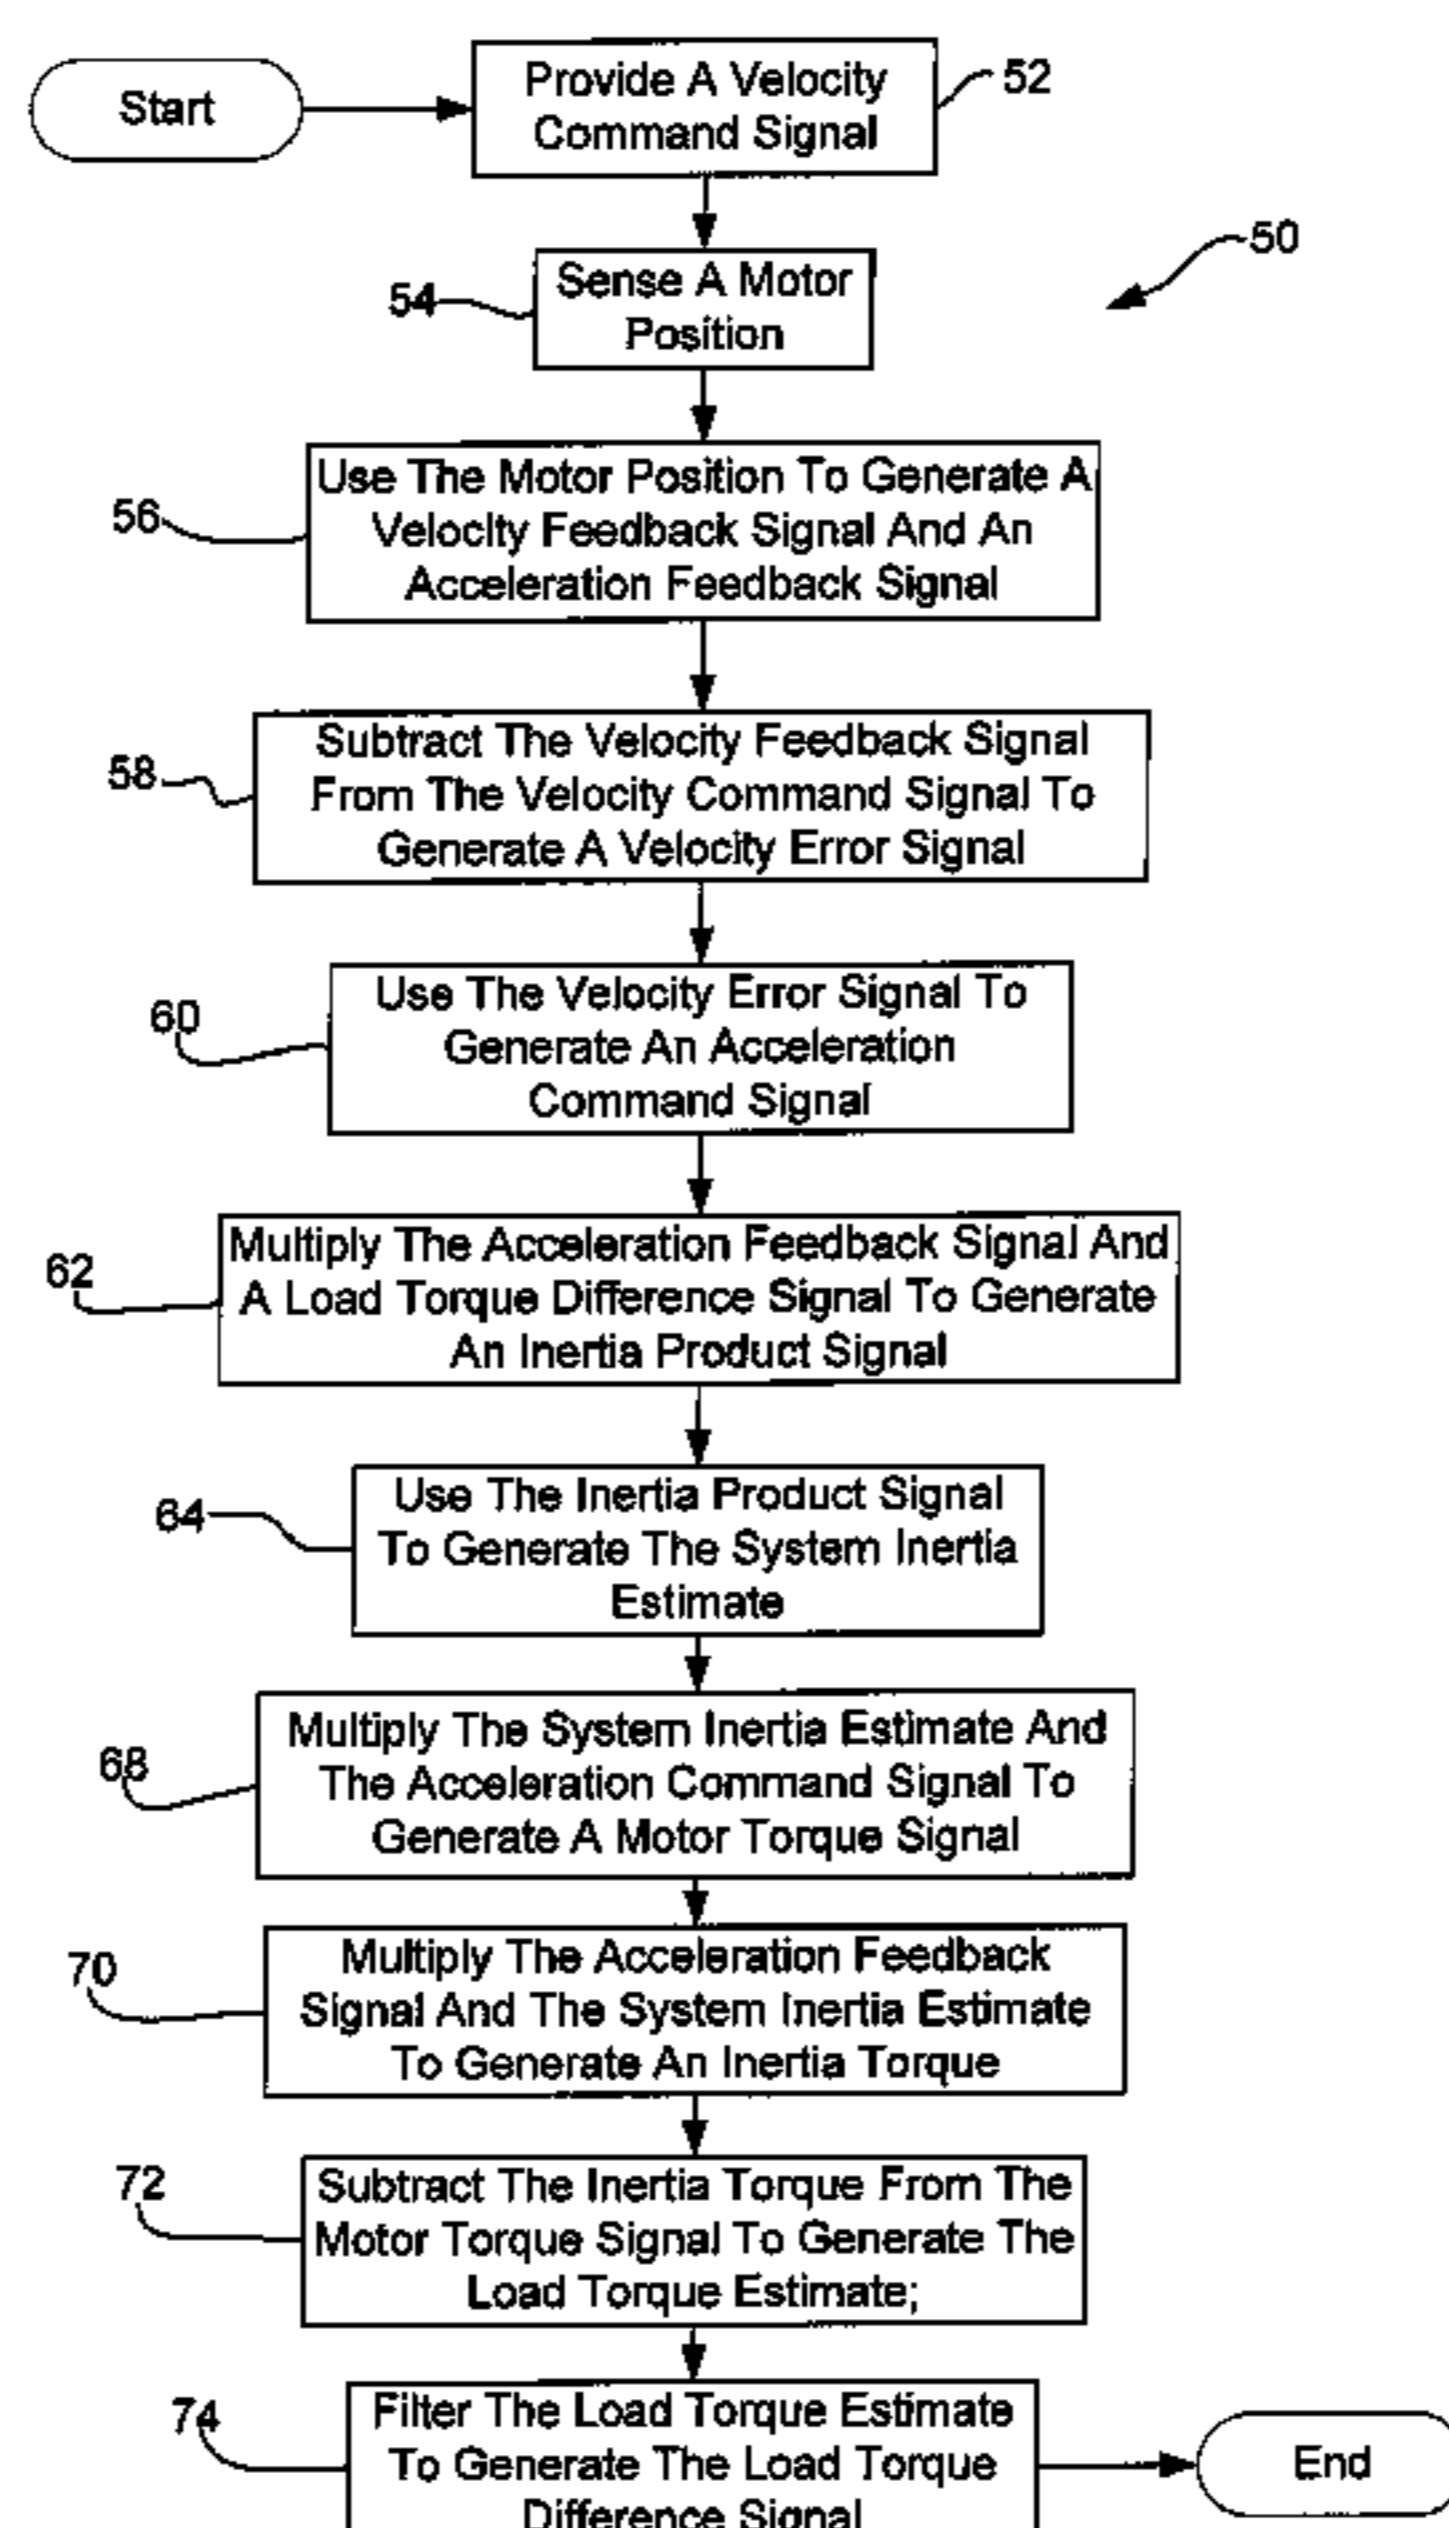 Start
Provide A Velocity
Command Signal
52
50
54
Sense A Motor
Position
56
Use The Motor Position To Generate A
Velocity Feedback Signal And An
Acceleration Feedback Signal
58
Subtract The Velocity Feedback Signal
From The Velocity Command Signal To
Generate A Velocity Error Signal
60
Use The Velocity Error Signal To
Generate An Acceleration
Command Signal
62
Multiply The Acceleration Feedback Signal And
A Load Torque Difference Signal To Generate
An Inertia Product Signal
64
Use The Inertia Product Signal
To Generate The System Inertia
Estimate
68
Multiply The System Inertia Estimate And
The Acceleration Command Signal To
Generate A Motor Torque Signal
70
Multiply The Acceleration Feedback
Signal And The System Inertia Estimate
To Generate An Inertia Torque
72
Subtract The Inertia Torque From The
Motor Torque Signal To Generate The
Load Torque Estimate;
74
Filter The Load Torque Estimate
To Generate The Load Torque
Difference Signal
End